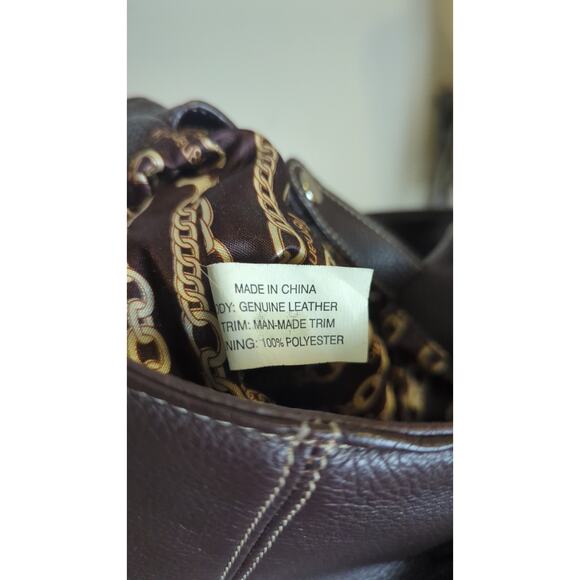 MADE IN CHINA
ODY: GENUINE LEATHER
TRIM: MAN-MADE TRIM
NING: 100% POLYESTER